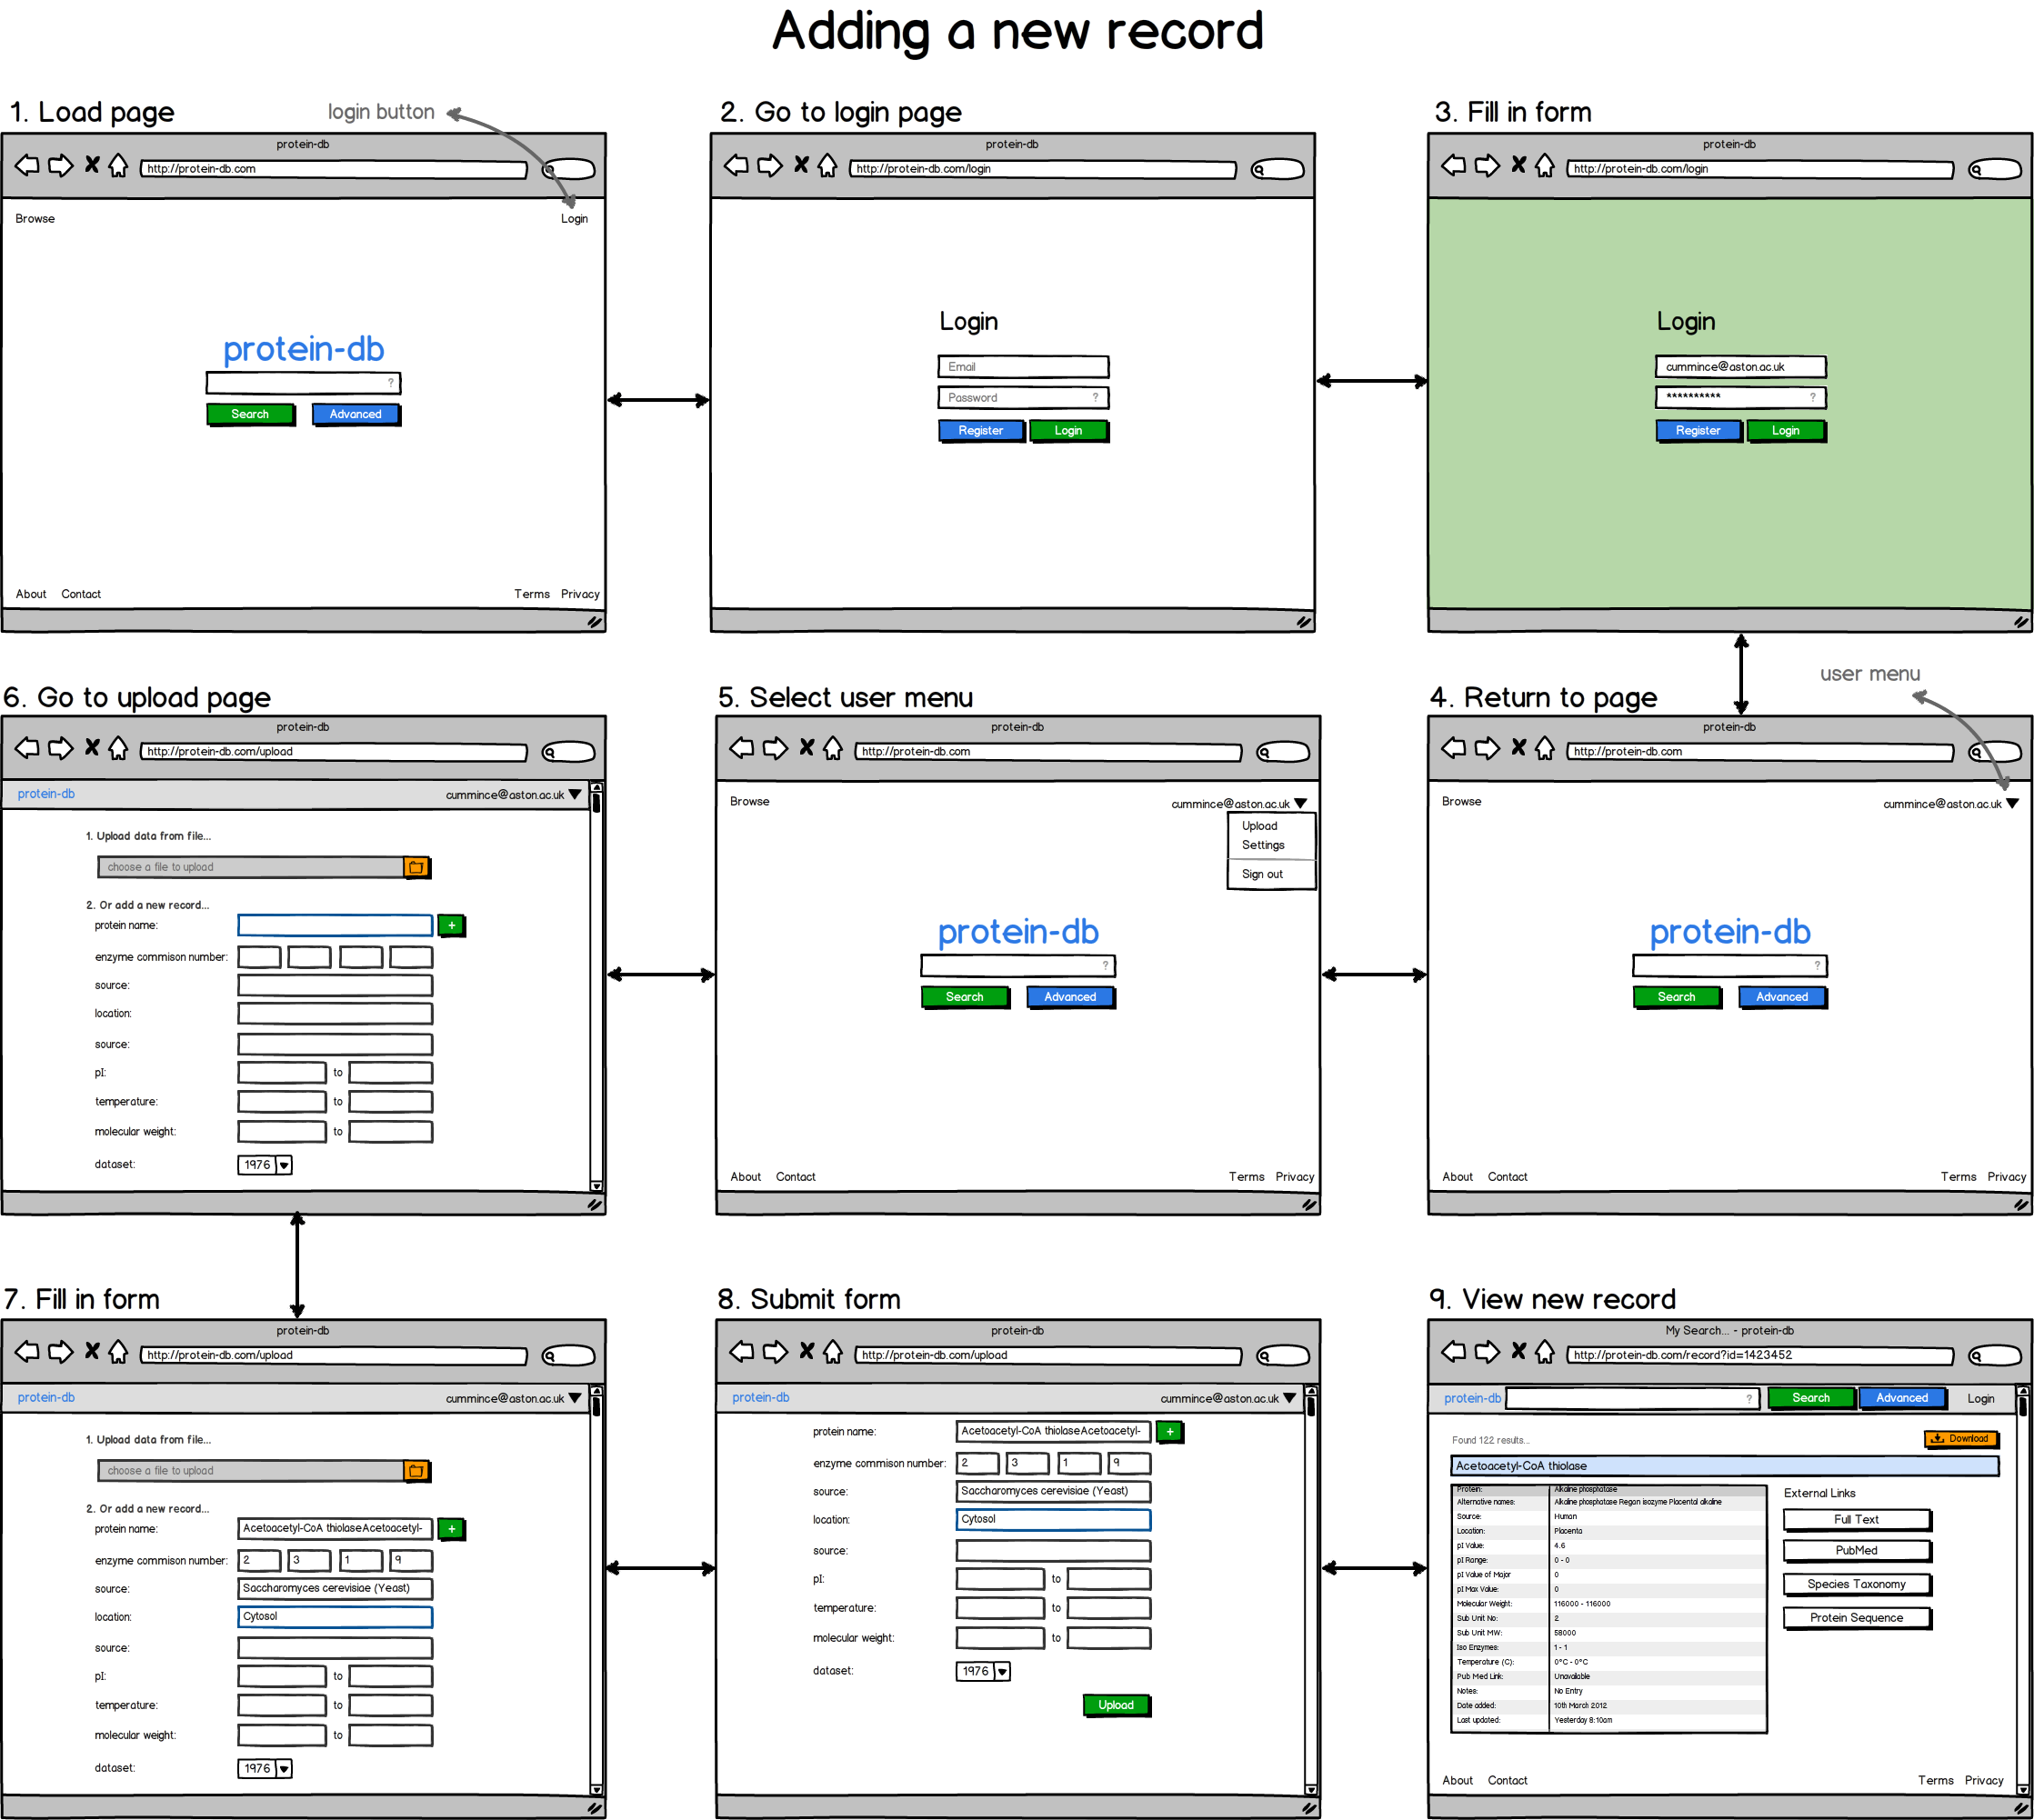 Adding a new record
1. Load page
login button
protein-db
http://protein-db.com
Browse
Login
protein-db
?
Search
Advanced
About
Contact
Terms
Privacy
2. Go to login page
protein-db
http://protein-db.com/login
Login
Email
Password
?
Register
Login
3. Fill in form
protein-db
http://protein-db.com/login
Login
cummince@aston.ac.uk
**********
?
Register
Login
user menu
4. Return to page
protein-db
http://protein-db.com
Browse
cummince@aston.ac.uk
protein-db
?
Search
Advanced
About
Contact
Terms
Privacy
5. Select user menu
protein-db
http://protein-db.com
Browse
cummince@aston.ac.uk
Upload
Settings
Sign out
protein-db
?
Search
Advanced
About
Contact
Terms
Privacy
6. Go to upload page
protein-db
http://protein-db.com/upload
protein-db
cummince@aston.ac.uk
1. Upload data from file...
choose a file to upload
2. Or add a new record...
protein name:
+
enzyme commison number:
source:
location:
source:
pI:
to
temperature:
to
molecular weight:
to
dataset:
1976
7. Fill in form
protein-db
http://protein-db.com/upload
protein-db
cummince@aston.ac.uk
1. Upload data from file...
choose a file to upload
2. Or add a new record...
protein name:
Acetoacetyl-CoA thiolaseAcetoacetyl-
+
enzyme commison number:
2
3
1
9
source:
Saccharomyces cerevisiae (Yeast)
location:
Cytosol
source:
pI:
to
temperature:
to
molecular weight:
to
dataset:
1976
8. Submit form
protein-db
http://protein-db.com/upload
protein-db
cummince@aston.ac.uk
protein name:
Acetoacetyl-CoA thiolaseAcetoacetyl-
+
enzyme commison number:
2
3
1
9
source:
Saccharomyces cerevisiae (Yeast)
location:
Cytosol
source:
pI:
to
temperature:
to
molecular weight:
to
dataset:
1976
Upload
9. View new record
My Search... - protein-db
http://protein-db.com/record?id=1423452
protein-db
?
Search
Advanced
Login
Found 122 results...
Download
Acetoacetyl-CoA thiolase
Protein: Alkaline phosphatase
Alternative names: Alkaline phosphatase Regan isozyme Placental alkaline
Source: Human
Location: Placenta
pI Value: 4.6
pI Range: 0 - 0
pI Value of Major 0
pI Max Value: 0
Molecular Weight: 116000 - 116000
Sub Unit No: 2
Sub Unit MW: 58000
Iso Enzymes: 1 - 1
Temperature (C): 0°C - 0°C
Pub Med Link: Unavailable
Notes: No Entry
Date added: 10th March 2012
Last updated: Yesterday 8:10am
External Links
Full Text
PubMed
Species Taxonomy
Protein Sequence
About
Contact
Terms
Privacy